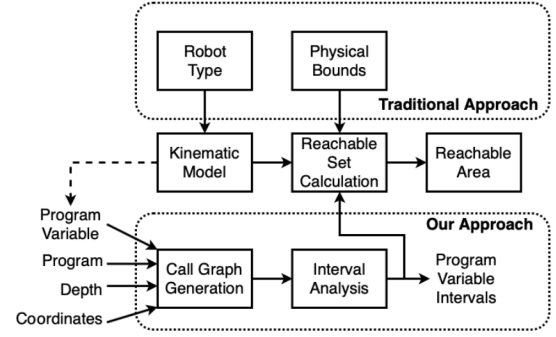 Robot
Type
Physical
Bounds
Traditional Approach
Kinematic
Model
Reachable
Set
Calculation
Reachable
Area
Our Approach
Program
Variable
Program
Depth
Coordinates
Call Graph
Generation
Interval
Analysis
Program
Variable
Intervals